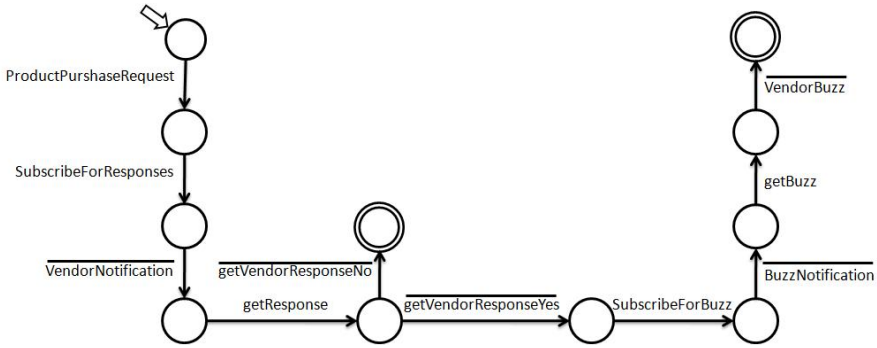 ProductPurshaseRequest
SubscribeForResponses
VendorNotification
getResponse
getVendorResponseNo
getVendorResponseYes
SubscribeForBuzz
BuzzNotification
getBuzz
VendorBuzz